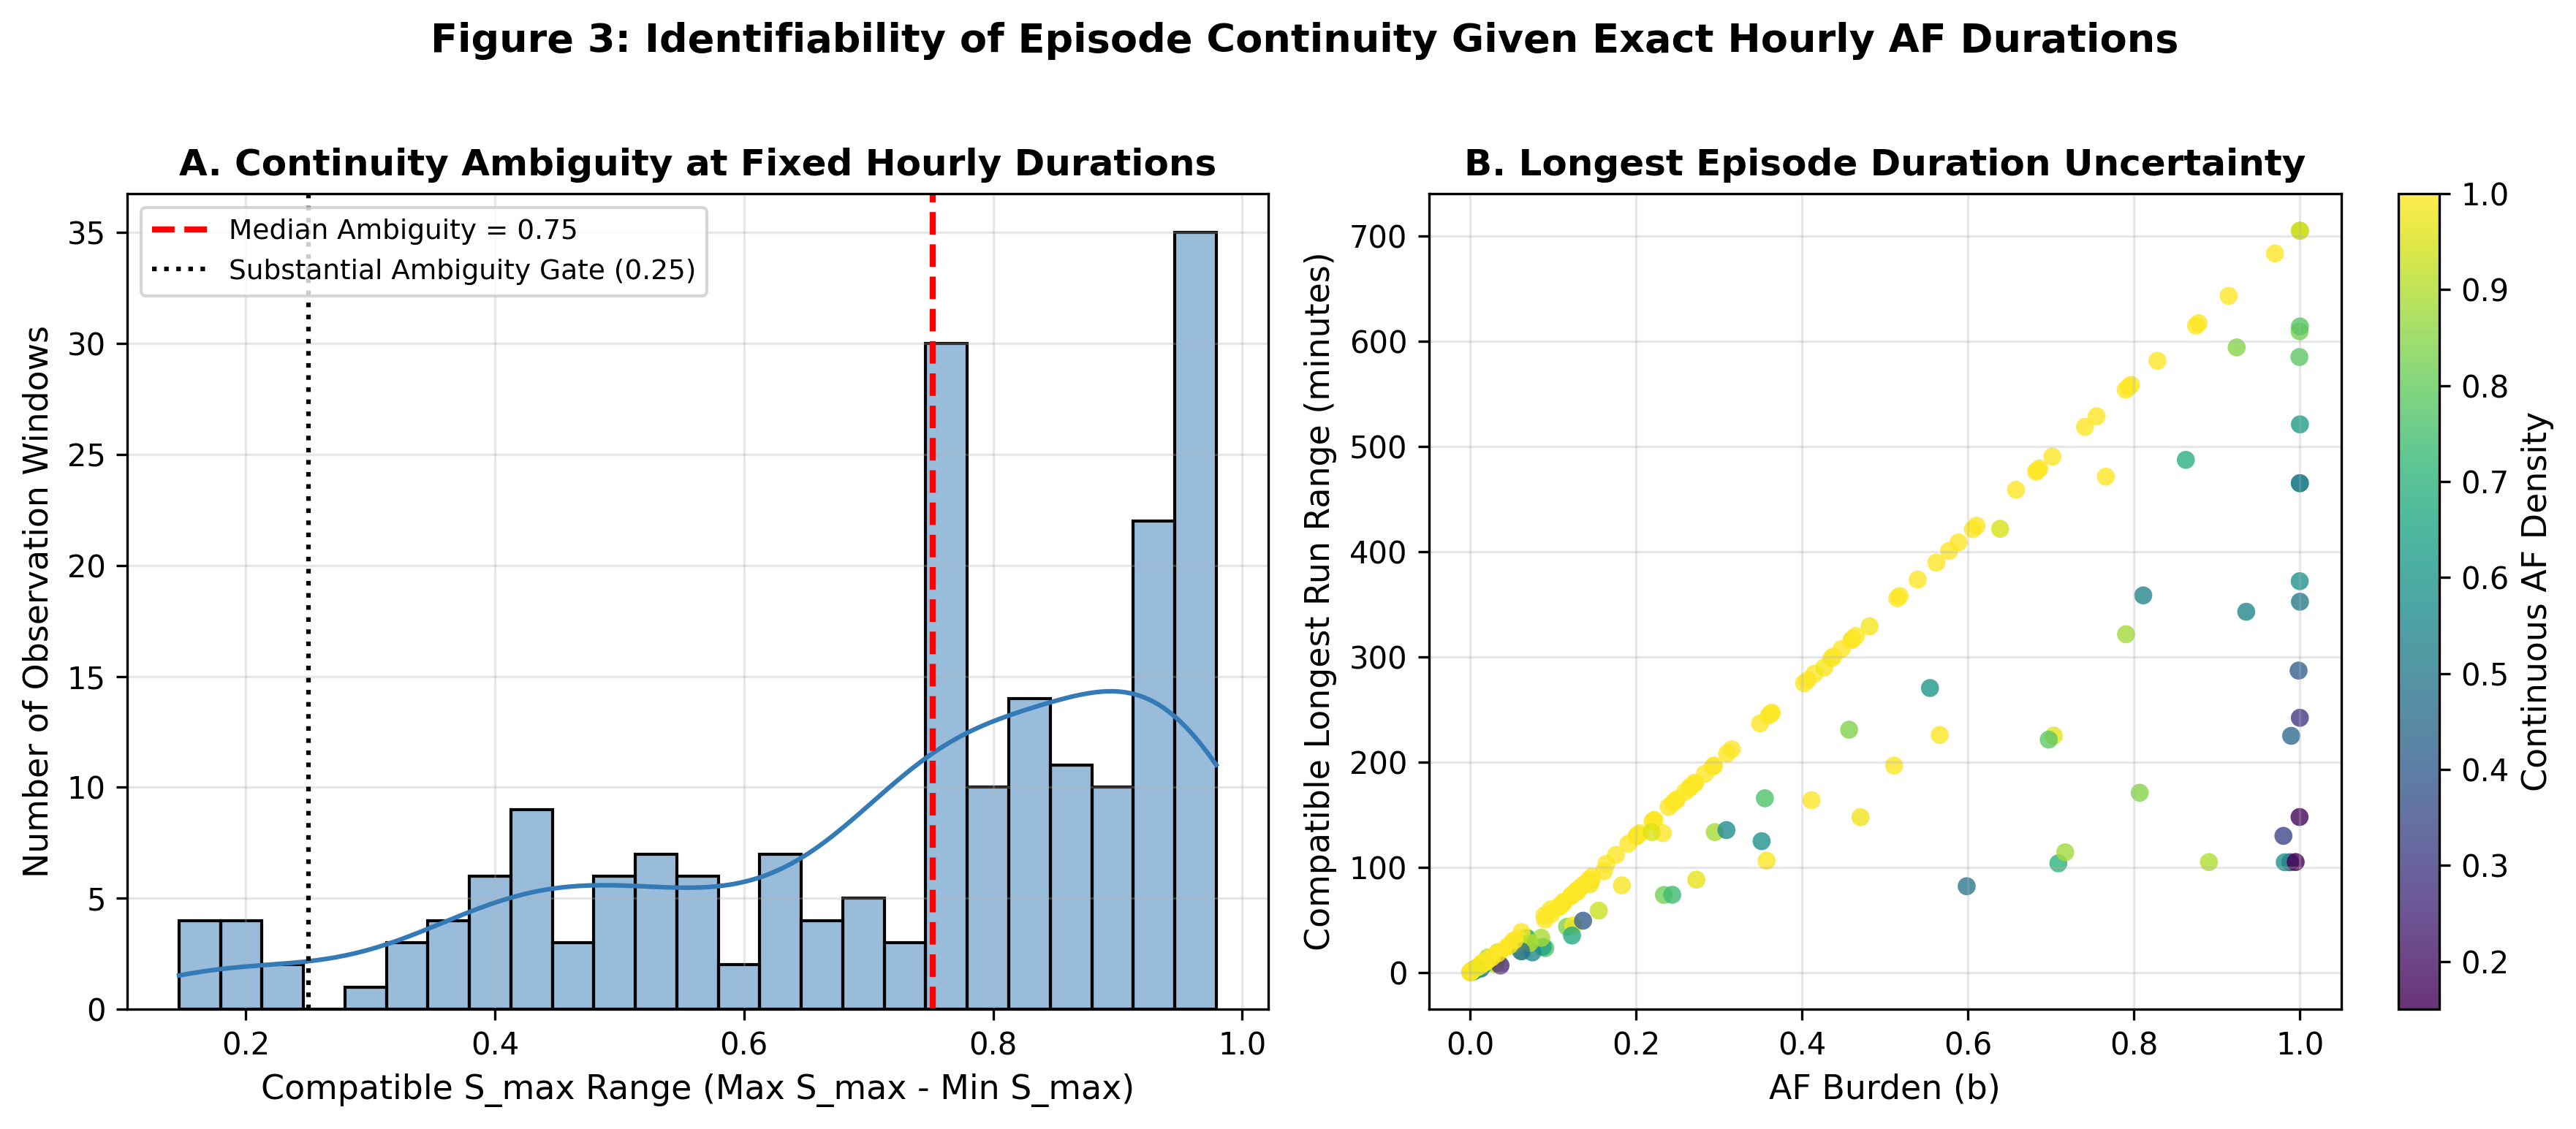 Figure 3: Identifiability of Episode Continuity Given Exact Hourly AF Durations
A. Continuity Ambiguity at Fixed Hourly Durations
Median Ambiguity = 0.75
Substantial Ambiguity Gate (0.25)
Number of Observation Windows
35
30
25
20
15
10
5
0
0.2 0.4 0.6 0.8 1.0
Compatible S_max Range (Max S_max - Min S_max)
B. Longest Episode Duration Uncertainty
Compatible Longest Run Range (minutes)
700
600
500
400
300
200
100
0
0.0 0.2 0.4 0.6 0.8 1.0
AF Burden (b)
1.0
0.9
0.8
0.7
0.6
0.5
0.4
0.3
0.2
Continuous AF Density